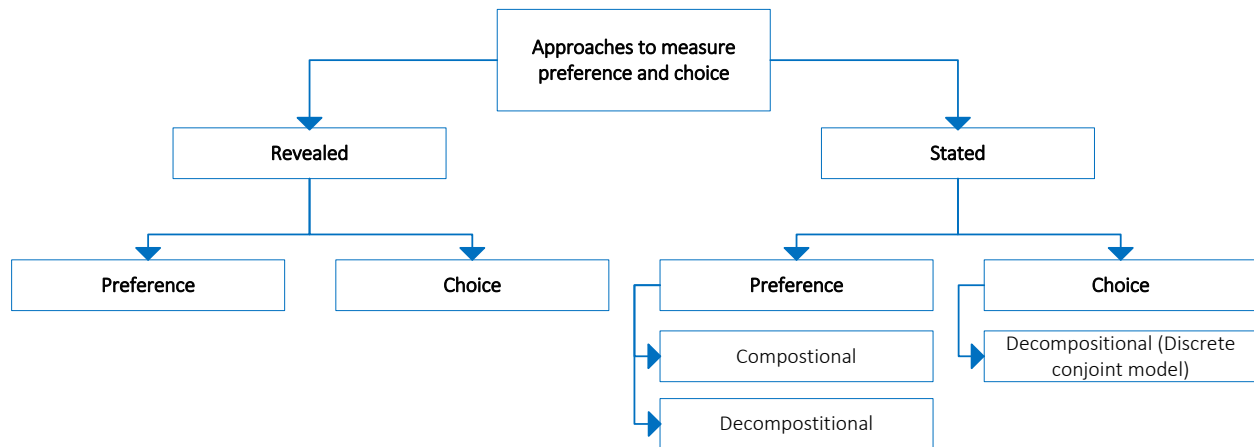 Approaches to measure
preference and choice
Revealed
Stated
Preference
Choice
Preference
Choice
Compostional
Decompositional (Discrete
conjoint model)
Decompostitional